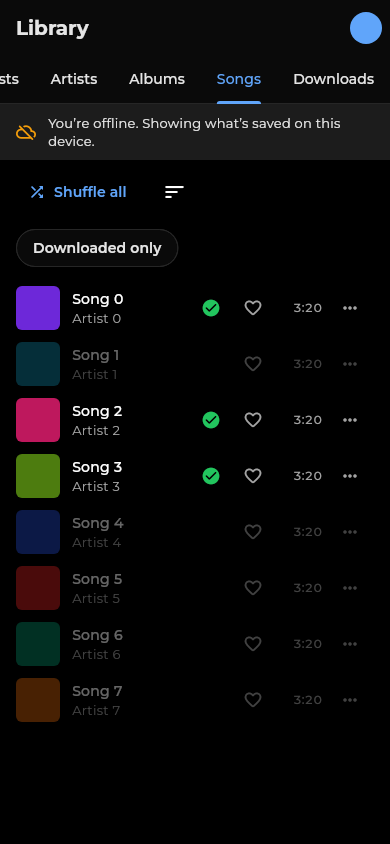 Library
sts Artists Albums Songs Downloads
You're offline. Showing what's saved on this
device.
Shuffle all
Downloaded only
Song 0
Artist 0
3:20
Song 1
Artist 1
3:20
Song 2
Artist 2
3:20
Song 3
Artist 3
3:20
Song 4
Artist 4
3:20
Song 5
Artist 5
3:20
Song 6
Artist 6
3:20
Song 7
Artist 7
3:20